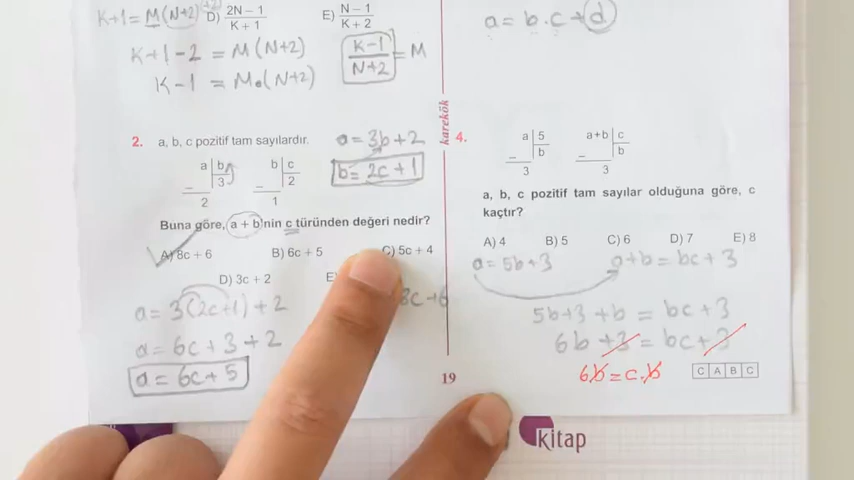 K+1 = M(N+2)+2
D) 2N − 1 / K + 1
E) N − 1 / K + 2
K+1-2 = M(N+2)
K-1 = M.(N+2)
K-1 / N+2 = M
2. a, b, c pozitif tam sayılardır.
a b
3
2
b c
2
1
a = 3b+2
b = 2c+1
Buna göre, (a + b)'nin c türünden değeri nedir?
A) 8c + 6
B) 6c + 5
C) 5c + 4
D) 3c + 2
E)
8c+6
a = 3(2c+1)+2
a = 6c+3+2
a = 6c+5
a = b.c+d
karekök
4.
a 5
b
3
a+b c
b
3
a, b, c pozitif tam sayılar olduğuna göre, c
kaçtır?
A) 4
B) 5
C) 6
D) 7
E) 8
a = 5b+3
a+b = bc+3
5b+3+b = bc+3
6b+3 = bc+3
6b=c.b
C A B C
19
kitap